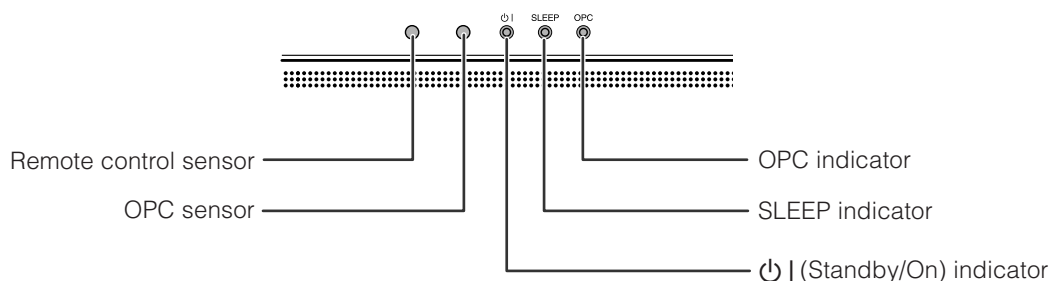 ⏻ | SLEEP OPC
Remote control sensor
OPC indicator
OPC sensor
SLEEP indicator
⏻ | (Standby/On) indicator